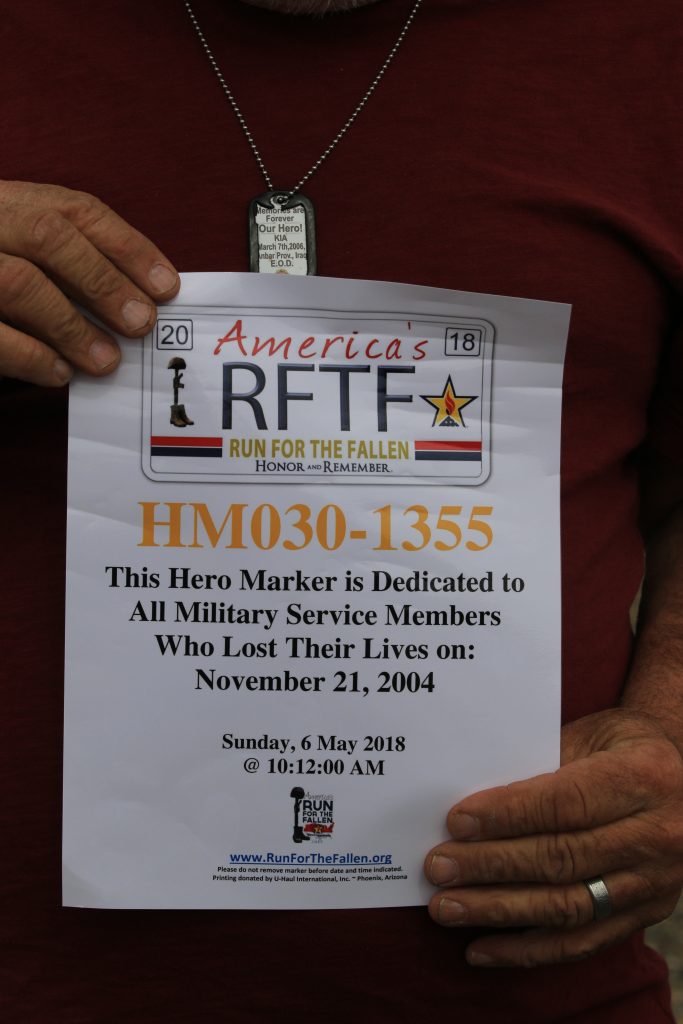 Memories are
Forever
Our Hero!
KIA
March 7th,2006,
Anbar Prov., Iraq
E.O.D.
20
America's
18
RFTF
RUN FOR THE FALLEN
HONOR AND REMEMBER
HM030-1355
This Hero Marker is Dedicated to
All Military Service Members
Who Lost Their Lives on:
November 21, 2004
Sunday, 6 May 2018
@ 10:12:00 AM
America's
RUN
FOR THE
FALLEN
www.RunForTheFallen.org
Please do not remove marker before date and time indicated.
Printing donated by U-Haul International, Inc. ~ Phoenix, Arizona